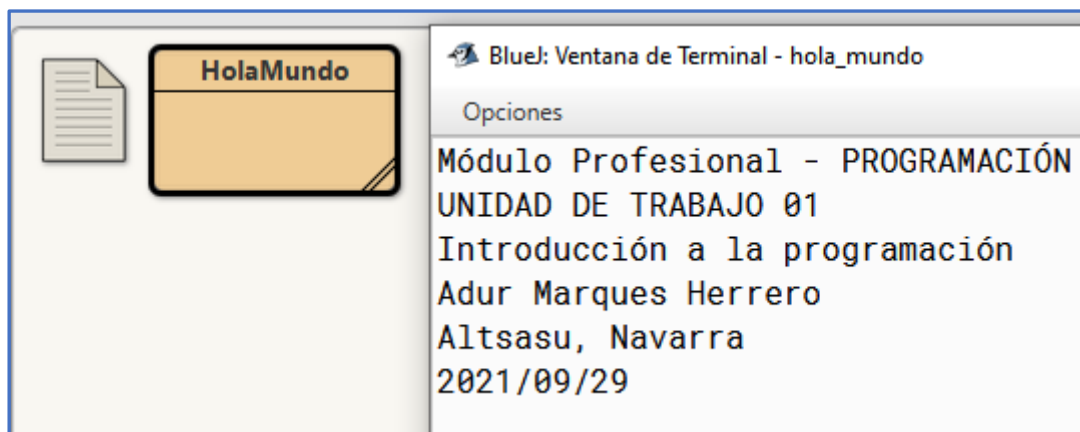 HolaMundo
BlueJ: Ventana de Terminal - hola_mundo
Opciones
Módulo Profesional - PROGRAMACIÓN
UNIDAD DE TRABAJO 01
Introducción a la programación
Adur Marques Herrero
Altsasu, Navarra
2021/09/29